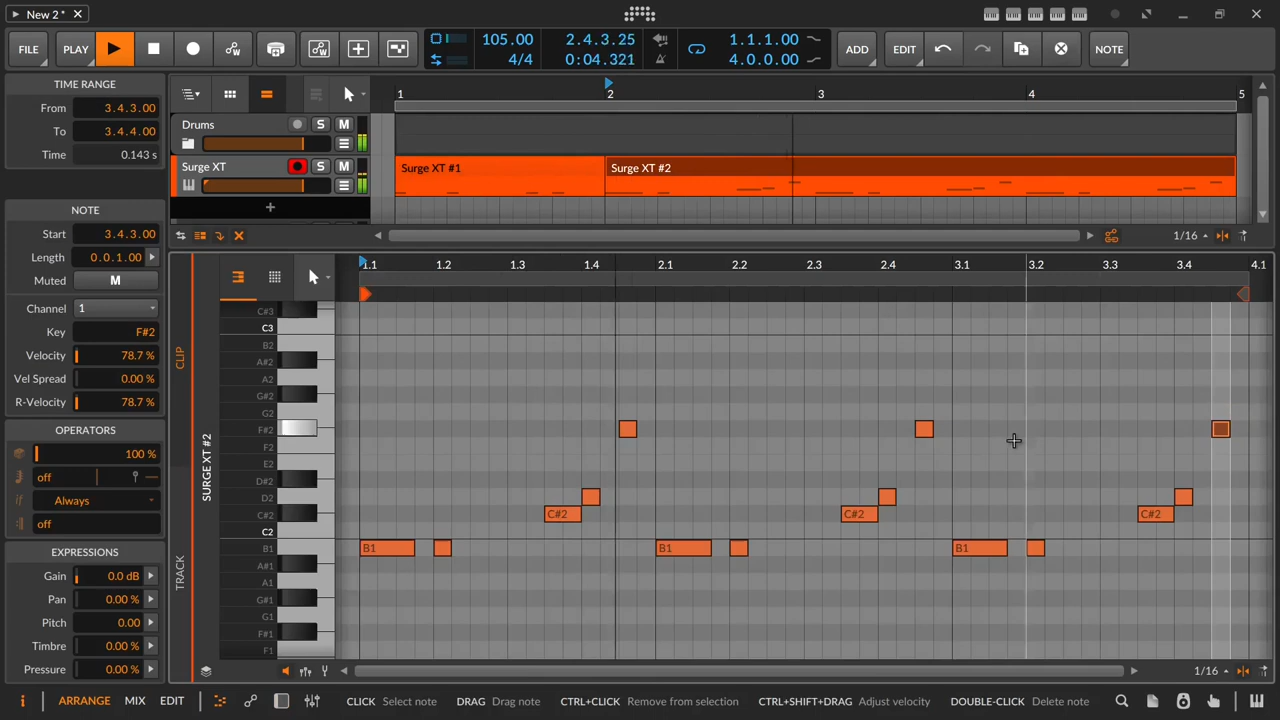 New 2 *
FILE
PLAY
105.00
4/4
2.4.3.25
0:04.321
1.1.1.00
4.0.0.00
ADD
EDIT
NOTE
TIME RANGE
From 3.4.3.00
To 3.4.4.00
Time 0.143 s
1 2 3 4 5
Drums S M
Surge XT S M
Surge XT #1
Surge XT #2
+
1/16
NOTE
Start 3.4.3.00
Length 0.0.1.00
Muted M
Channel 1
Key F#2
Velocity 78.7 %
Vel Spread 0.00 %
R-Velocity 78.7 %
OPERATORS
100 %
off
if Always
off
EXPRESSIONS
Gain 0.0 dB
Pan 0.00 %
Pitch 0.00
Timbre 0.00 %
Pressure 0.00 %
CLIP
TRACK
SURGE XT #2
1.1 1.2 1.3 1.4 2.1 2.2 2.3 2.4 3.1 3.2 3.3 3.4 4.1
C#3
C3
B2
A#2
A2
G#2
G2
F#2
F2
E2
D#2
D2
C#2 C#2 C#2 C#2
C2
B1 B1 B1 B1
A#1
A1
G#1
G1
F#1
F1
1/16
i ARRANGE MIX EDIT
CLICK Select note DRAG Drag note CTRL+CLICK Remove from selection CTRL+SHIFT+DRAG Adjust velocity DOUBLE-CLICK Delete note